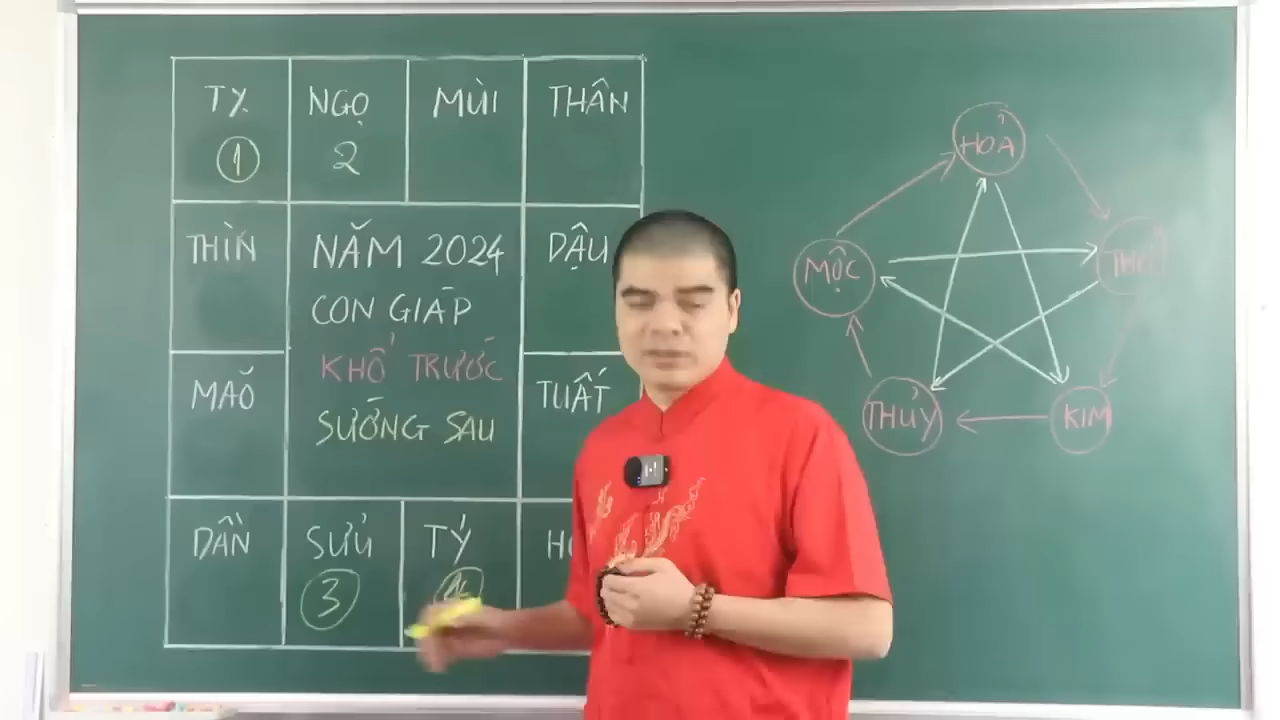 TỴ
1
NGỌ
2
MÙI
THÂN
THÌN
NĂM 2024
CON GIÁP
KHỔ TRƯỚC
SƯỚNG SAU
DẬU
MÃO
TUẤT
DẦN
SỬU
3
TÝ
4
HỎA
MỘC
THỦY
KIM